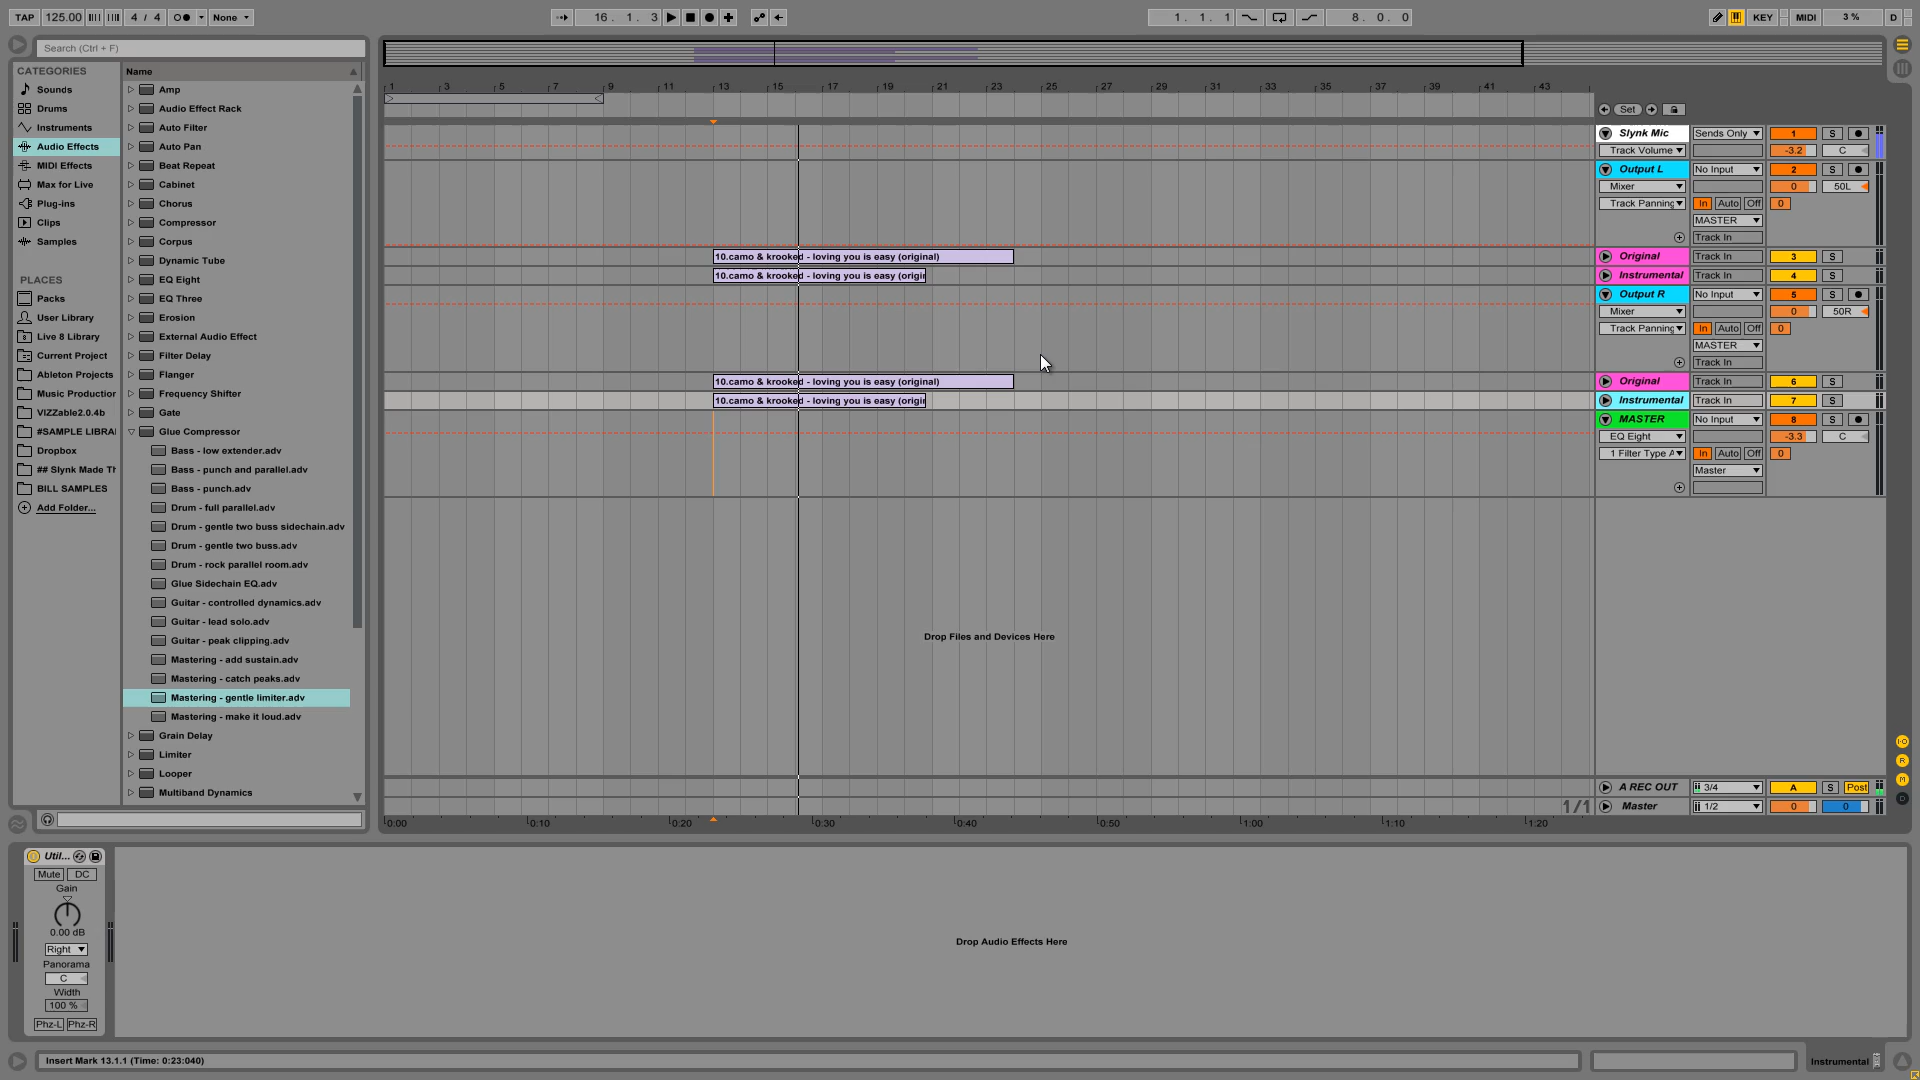 TAP 125.00 4 / 4 None 16. 1. 3 1. 1. 1 8. 0. 0 KEY MIDI 3 % D
Search (Ctrl + F)
CATEGORIES
Sounds
Drums
Instruments
Audio Effects
MIDI Effects
Max for Live
Plug-ins
Clips
Samples
PLACES
Packs
User Library
Live 8 Library
Current Project
Ableton Projects
Music Production
VIZZable2.0.4b
#SAMPLE LIBRA
Dropbox
## Slynk Made Th
BILL SAMPLES
Add Folder...
Name
Amp
Audio Effect Rack
Auto Filter
Auto Pan
Beat Repeat
Cabinet
Chorus
Compressor
Corpus
Dynamic Tube
EQ Eight
EQ Three
Erosion
External Audio Effect
Filter Delay
Flanger
Frequency Shifter
Gate
Glue Compressor
Bass - low extender.adv
Bass - punch and parallel.adv
Bass - punch.adv
Drum - full parallel.adv
Drum - gentle two buss sidechain.adv
Drum - gentle two buss.adv
Drum - rock parallel room.adv
Glue Sidechain EQ.adv
Guitar - controlled dynamics.adv
Guitar - lead solo.adv
Guitar - peak clipping.adv
Mastering - add sustain.adv
Mastering - catch peaks.adv
Mastering - gentle limiter.adv
Mastering - make it loud.adv
Grain Delay
Limiter
Looper
Multiband Dynamics
1 3 5 7 9 11 13 15 17 19 21 23 25 27 29 31 33 35 37 39 41 43
Set
Slynk Mic Sends Only 1 S
Track Volume -3.2 C
Output L No Input 2 S
Mixer 0 50L
Track Panning In Auto Off 0
MASTER
Track In
10.camo & krooked - loving you is easy (original) Original Track In 3 S
10.camo & krooked - loving you is easy (origin Instrumental Track In 4 S
Output R No Input 5 S
Mixer 0 50R
Track Panning In Auto Off 0
MASTER
Track In
10.camo & krooked - loving you is easy (original) Original Track In 6 S
10.camo & krooked - loving you is easy (origin Instrumental Track In 7 S
MASTER No Input 8 S
EQ Eight -3.3 C
1 Filter Type A In Auto Off 0
Master
Drop Files and Devices Here
A REC OUT 3/4 A S Post
1/1 Master 1/2 0 0
0:00 0:10 0:20 0:30 0:40 0:50 1:00 1:10 1:20
I-O
R
M
D
Util...
Mute DC
Gain
0.00 dB
Right
Panorama
C
Width
100 %
Phz-L Phz-R
Drop Audio Effects Here
Insert Mark 13.1.1 (Time: 0:23:040)
Instrumental